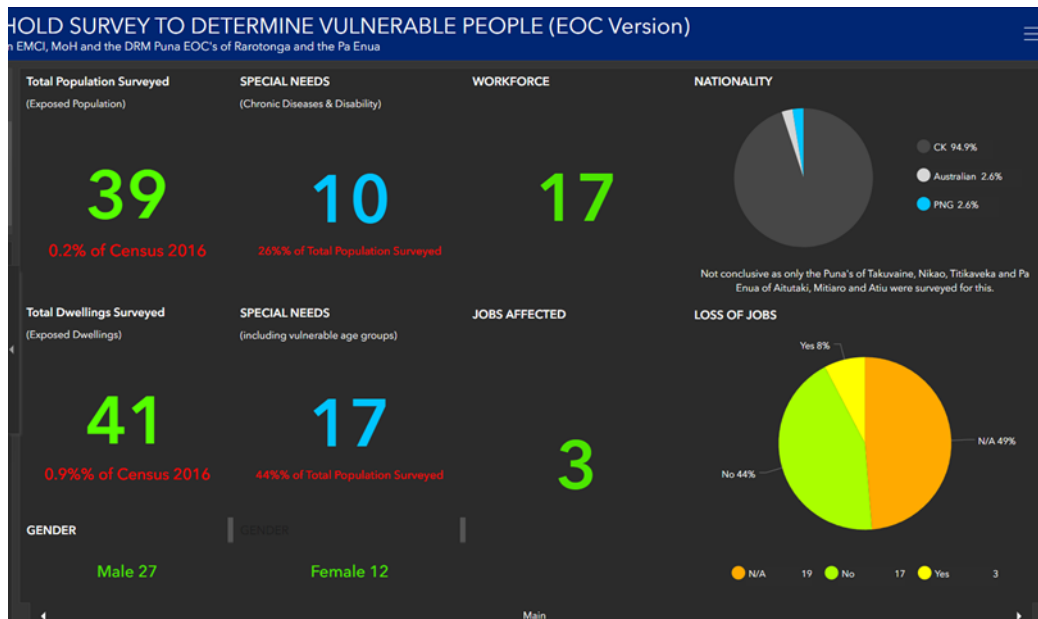 HOLD SURVEY TO DETERMINE VULNERABLE PEOPLE (EOC Version)
n EMCI, MoH and the DRM Puna EOC's of Rarotonga and the Pa Enua
Total Population Surveyed
(Exposed Population)
39
0.2% of Census 2016
SPECIAL NEEDS
(Chronic Diseases & Disability)
10
26%% of Total Population Surveyed
WORKFORCE
17
NATIONALITY
CK 94.9%
Australian 2.6%
PNG 2.6%
Not conclusive as only the Puna's of Takuvaine, Nikao, Titikaveka and Pa
Enua of Aitutaki, Mitiaro and Atiu were surveyed for this.
Total Dwellings Surveyed
(Exposed Dwellings)
41
0.9%% of Census 2016
SPECIAL NEEDS
(including vulnerable age groups)
17
44%% of Total Population Surveyed
JOBS AFFECTED
3
LOSS OF JOBS
Yes 8%
N/A 49%
No 44%
N/A 19 No 17 Yes 3
GENDER
Male 27
GENDER
Female 12
Main